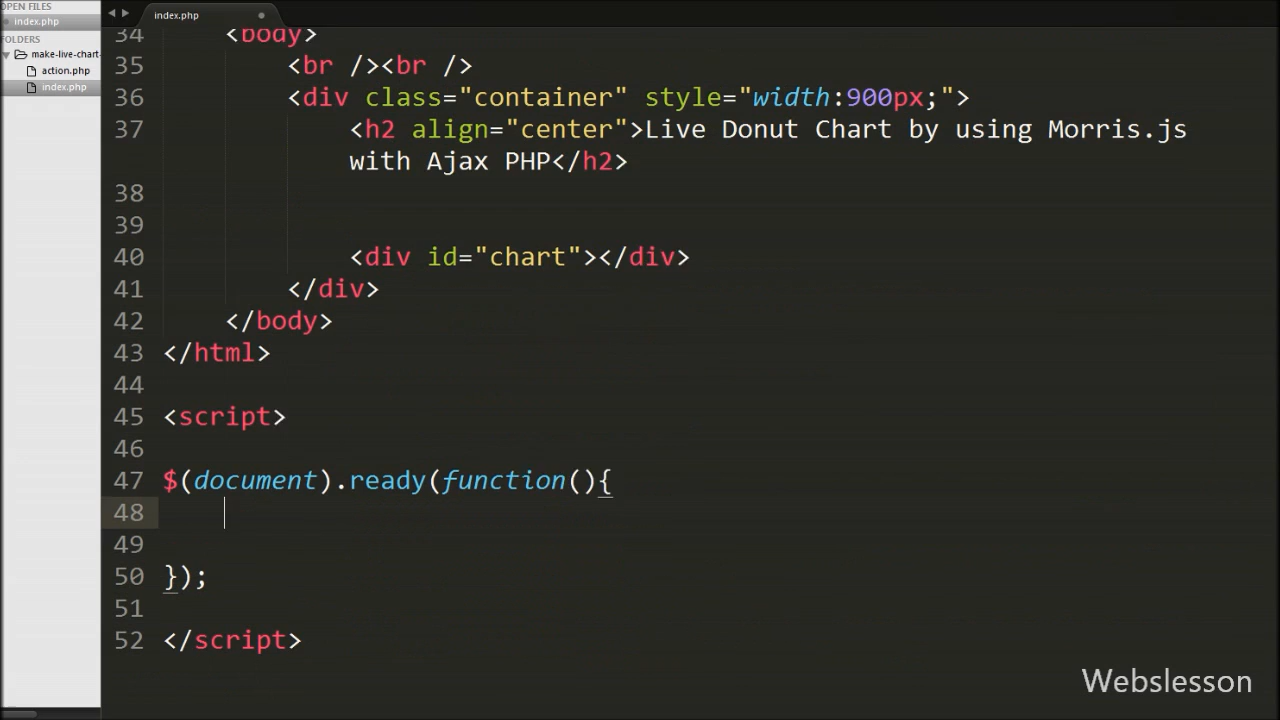 OPEN FILES
index.php
FOLDERS
make-live-chart-
action.php
index.php
index.php
34 <body>
35 <br /><br />
36 <div class="container" style="width:900px;">
37 <h2 align="center">Live Donut Chart by using Morris.js
with Ajax PHP</h2>
38
39
40 <div id="chart"></div>
41 </div>
42 </body>
43 </html>
44
45 <script>
46
47 $(document).ready(function(){
48
49
50 });
51
52 </script>
Webslesson